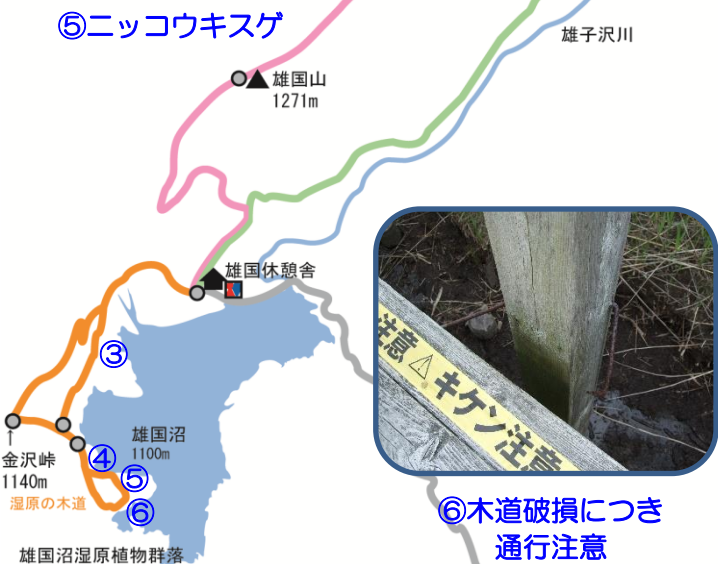 ⑤ニッコウキスゲ
雄子沢川
雄国山
1271m
雄国休憩舎
③
注意⚠キケン注意
金沢峠
1140m
雄国沼
1100m
④
⑤
⑥
湿原の木道
雄国沼湿原植物群落
⑥木道破損につき
通行注意